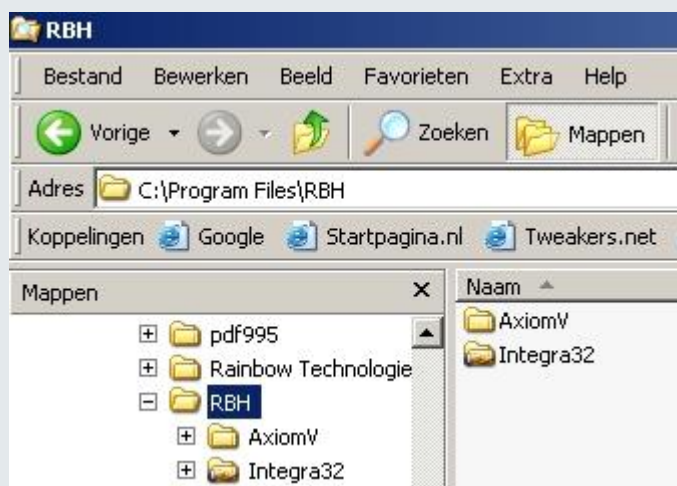 RBH
Bestand Bewerken Beeld Favorieten Extra Help
Vorige Zoeken Mappen
Adres C:\Program Files\RBH
Koppelingen Google Startpagina.nl Tweakers.net
Mappen
pdf995
Rainbow Technologie
RBH
AxiomV
Integra32
Naam
AxiomV
Integra32